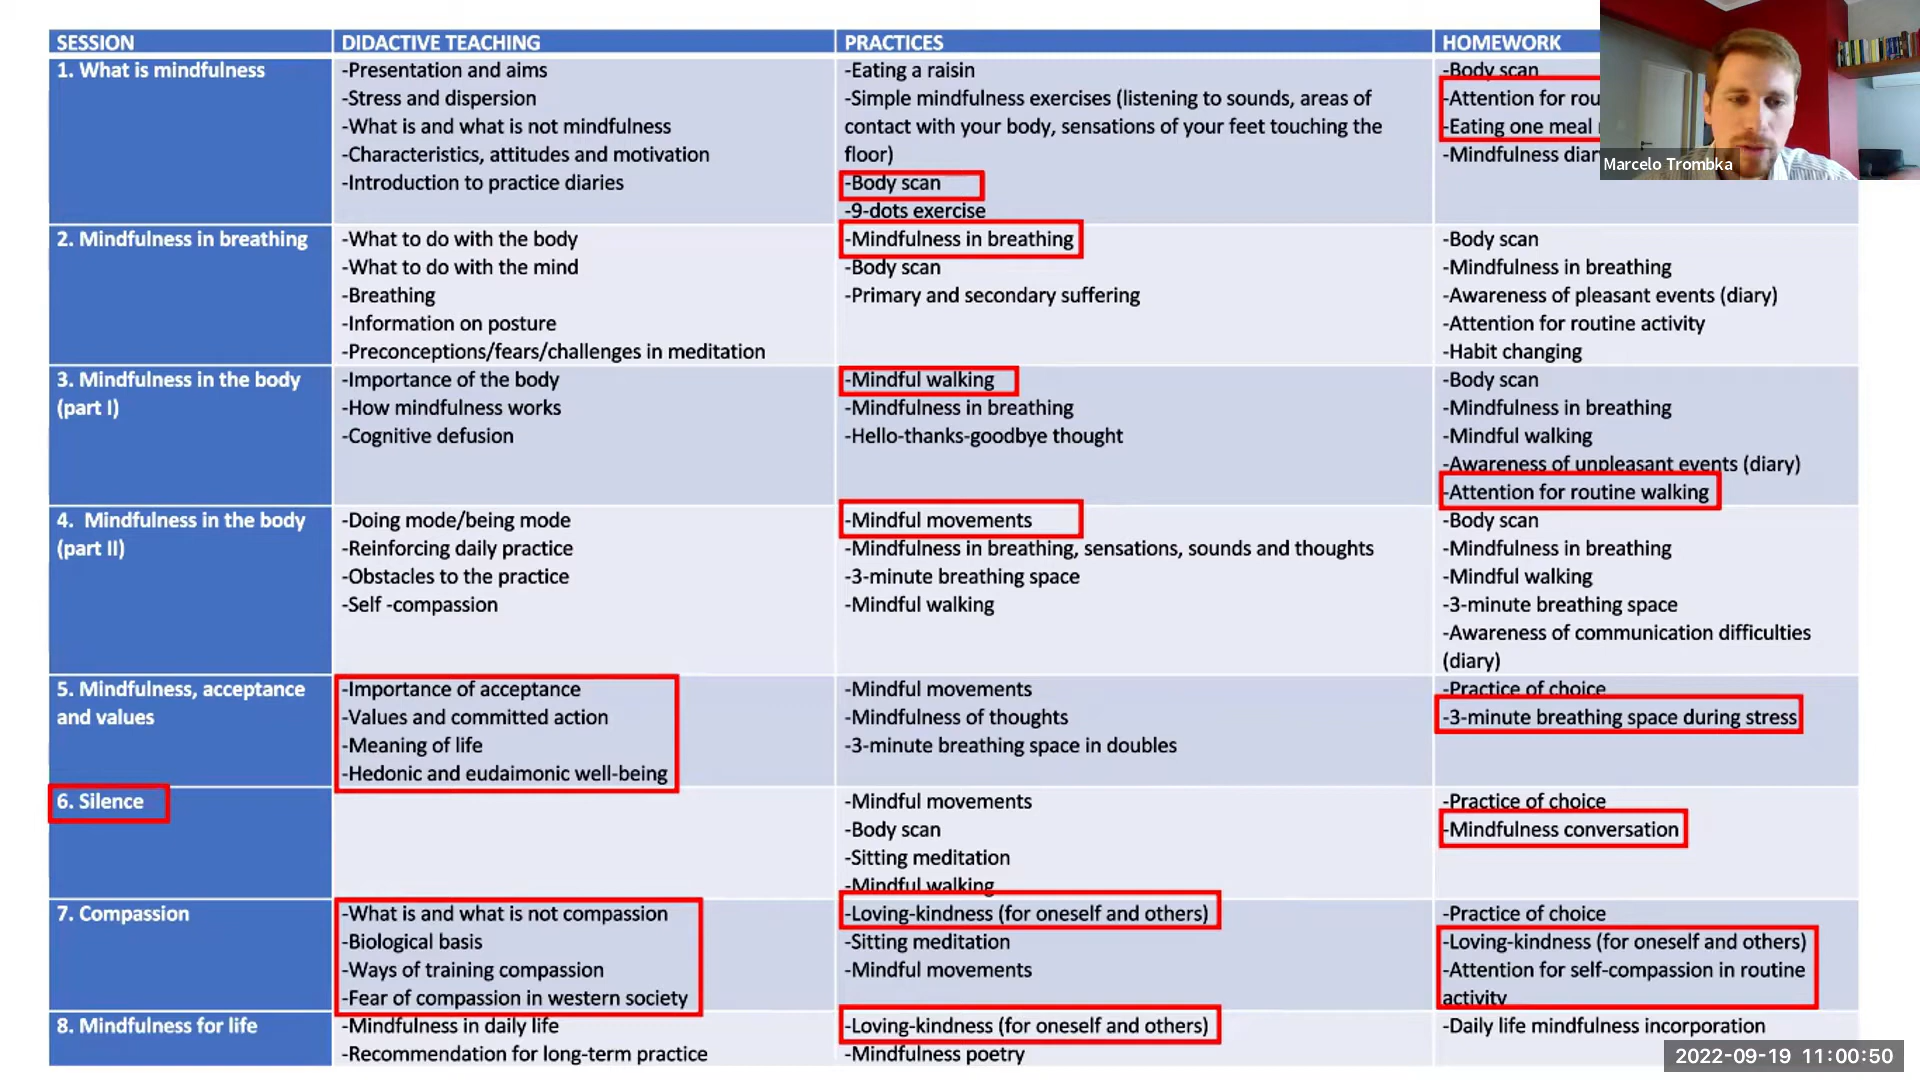 SESSION
DIDACTIVE TEACHING
PRACTICES
HOMEWORK
1. What is mindfulness
-Presentation and aims
-Stress and dispersion
-What is and what is not mindfulness
-Characteristics, attitudes and motivation
-Introduction to practice diaries
-Eating a raisin
-Simple mindfulness exercises (listening to sounds, areas of
contact with your body, sensations of your feet touching the
floor)
-Body scan
-9-dots exercise
-Body scan
-Attention for
-Eating one meal
-Mindfulness
2. Mindfulness in breathing
-What to do with the body
-What to do with the mind
-Breathing
-Information on posture
-Preconceptions/fears/challenges in meditation
-Mindfulness in breathing
-Body scan
-Primary and secondary suffering
-Body scan
-Mindfulness in breathing
-Awareness of pleasant events (diary)
-Attention for routine activity
-Habit changing
3. Mindfulness in the body
(part I)
-Importance of the body
-How mindfulness works
-Cognitive defusion
-Mindful walking
-Mindfulness in breathing
-Hello-thanks-goodbye thought
-Body scan
-Mindfulness in breathing
-Mindful walking
-Awareness of unpleasant events (diary)
-Attention for routine walking
4. Mindfulness in the body
(part II)
-Doing mode/being mode
-Reinforcing daily practice
-Obstacles to the practice
-Self -compassion
-Mindful movements
-Mindfulness in breathing, sensations, sounds and thoughts
-3-minute breathing space
-Mindful walking
-Body scan
-Mindfulness in breathing
-Mindful walking
-3-minute breathing space
-Awareness of communication difficulties
(diary)
5. Mindfulness, acceptance
and values
-Importance of acceptance
-Values and committed action
-Meaning of life
-Hedonic and eudaimonic well-being
-Mindful movements
-Mindfulness of thoughts
-3-minute breathing space in doubles
-Practice of choice
-3-minute breathing space during stress
6. Silence
-Mindful movements
-Body scan
-Sitting meditation
-Mindful walking
-Practice of choice
-Mindfulness conversation
7. Compassion
-What is and what is not compassion
-Biological basis
-Ways of training compassion
-Fear of compassion in western society
-Loving-kindness (for oneself and others)
-Sitting meditation
-Mindful movements
-Practice of choice
-Loving-kindness (for oneself and others)
-Attention for self-compassion in routine
activity
8. Mindfulness for life
-Mindfulness in daily life
-Recommendation for long-term practice
-Loving-kindness (for oneself and others)
-Mindfulness poetry
-Daily life mindfulness incorporation
Marcelo Trombka
2022-09-19 11:00:50